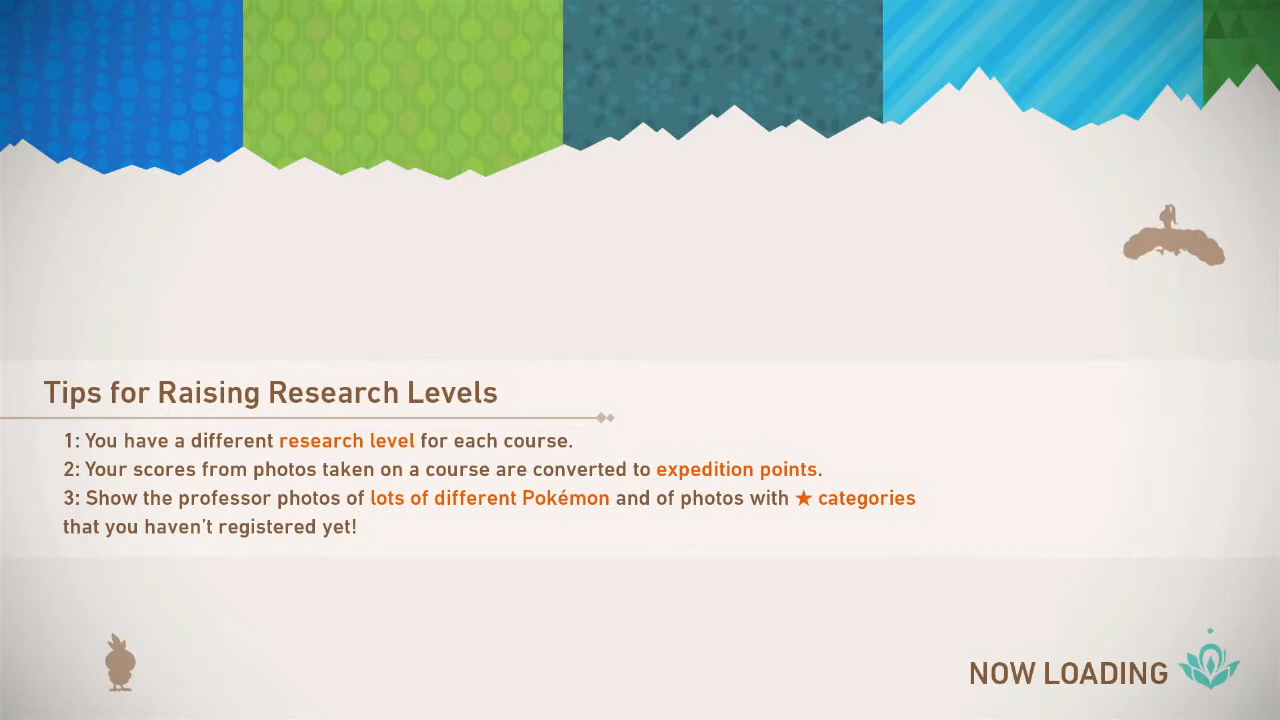 Tips for Raising Research Levels
1: You have a different research level for each course.
2: Your scores from photos taken on a course are converted to expedition points.
3: Show the professor photos of lots of different Pokémon and of photos with ★ categories
that you haven't registered yet!
NOW LOADING